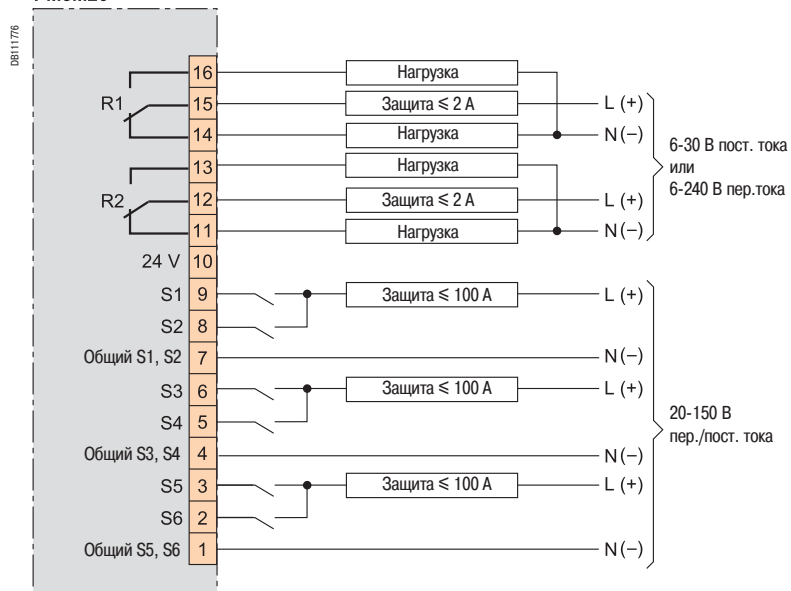 DB111776
16 Нагрузка
R1 15 Защита ⩽ 2 А L (+)
14 Нагрузка N(−)
13 Нагрузка
R2 12 Защита ⩽ 2 А L (+)
11 Нагрузка N(−)
6-30 В пост. тока
или
6-240 В пер.тока
24 V 10
S1 9 Защита ⩽ 100 А L (+)
S2 8
Общий S1, S2 7 N(−)
S3 6 Защита ⩽ 100 А L (+)
S4 5
Общий S3, S4 4 N(−)
S5 3 Защита ⩽ 100 А L (+)
S6 2
Общий S5, S6 1 N(−)
20-150 В
пер./пост. тока